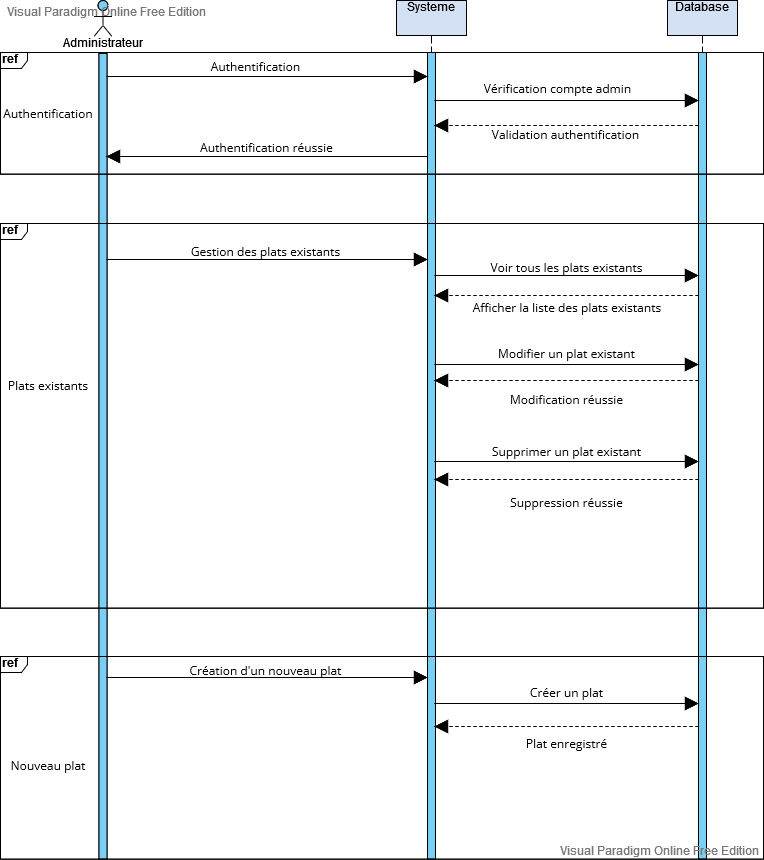 Visual Paradigm Online Free Edition
Systeme
Database
Administrateur
ref
Authentification
Authentification
Vérification compte admin
Validation authentification
Authentification réussie
ref
Gestion des plats existants
Voir tous les plats existants
Afficher la liste des plats existants
Modifier un plat existant
Plats existants
Modification réussie
Supprimer un plat existant
Suppression réussie
ref
Création d'un nouveau plat
Créer un plat
Plat enregistré
Nouveau plat
Visual Paradigm Online Free Edition